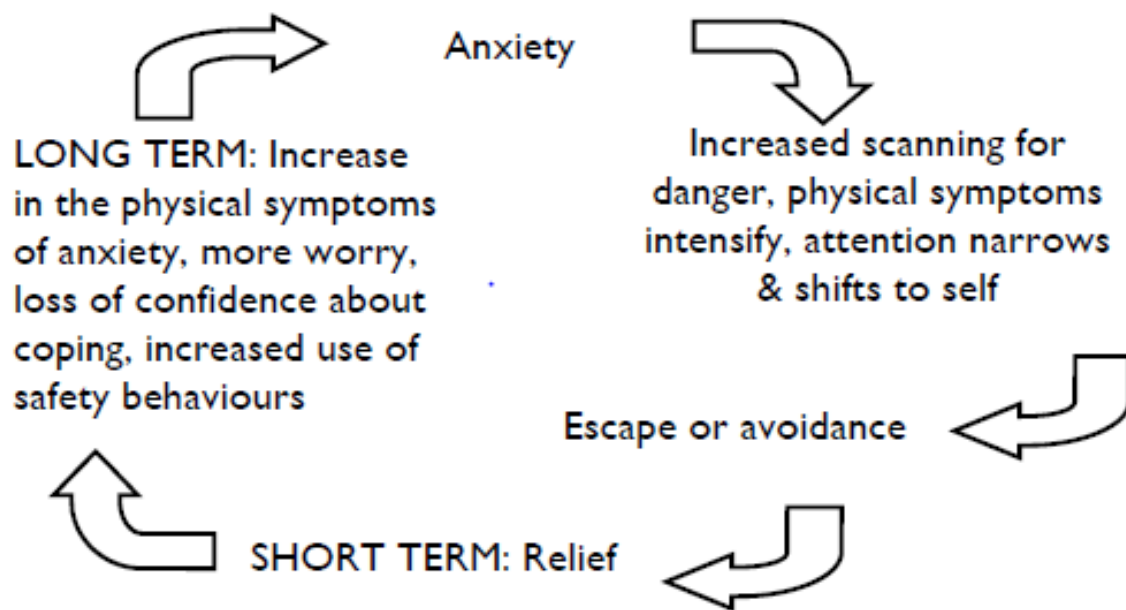 Anxiety
Increased scanning for
danger, physical symptoms
intensify, attention narrows
& shifts to self
Escape or avoidance
SHORT TERM: Relief
LONG TERM: Increase
in the physical symptoms
of anxiety, more worry,
loss of confidence about
coping, increased use of
safety behaviours